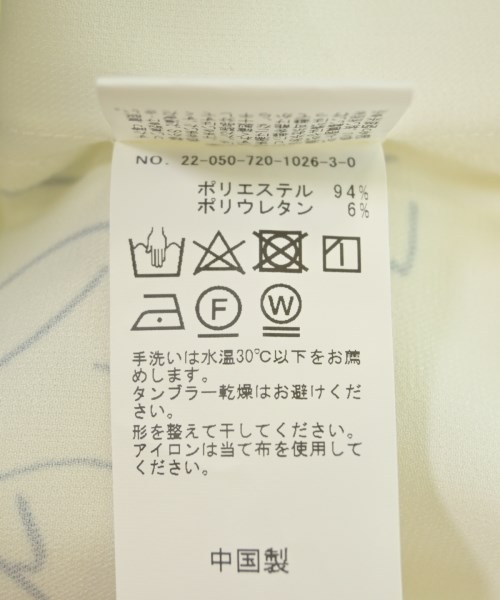 NO. 22-050-720-1026-3-0
ポリエステル 94%
ポリウレタン 6%
F
W
手洗いは水温30℃以下をお薦
めします。
タンブラー乾燥はお避けくだ
さい。
形を整えて干してください。
アイロンは当て布を使用して
ください。
中国製